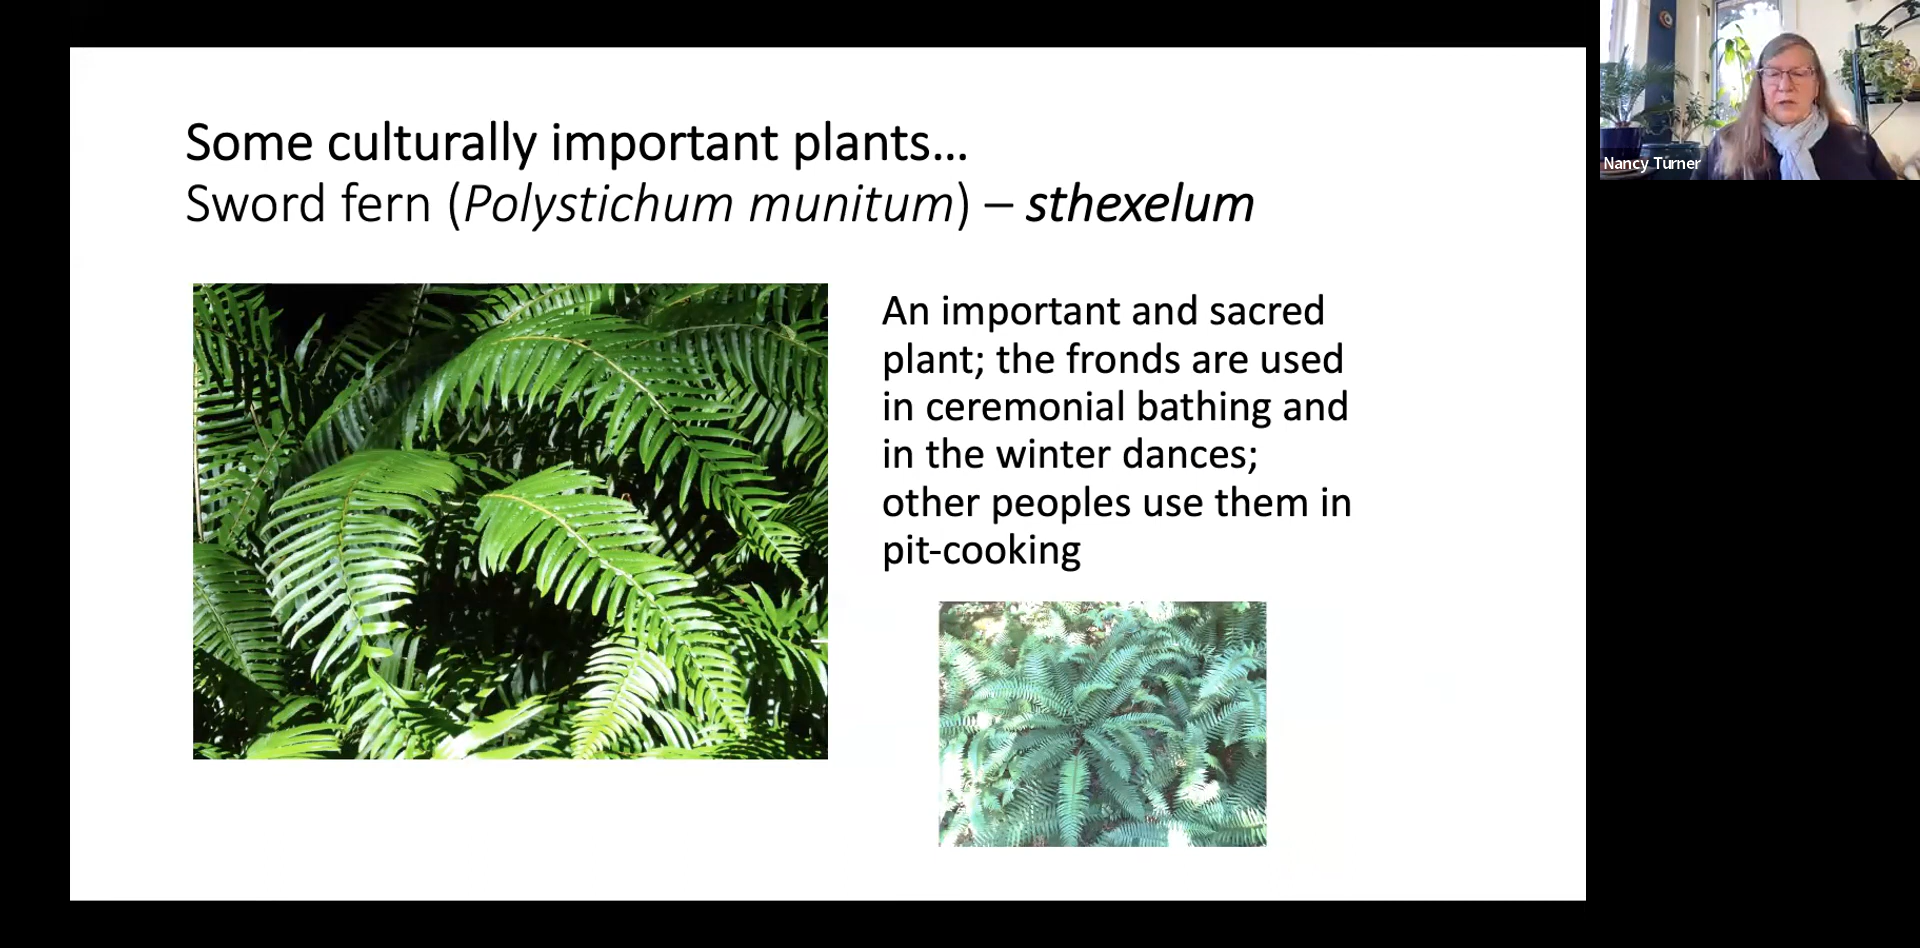 Some culturally important plants…
Sword fern (Polystichum munitum) – sthexelum
An important and sacred
plant; the fronds are used
in ceremonial bathing and
in the winter dances;
other peoples use them in
pit-cooking
Nancy Turner